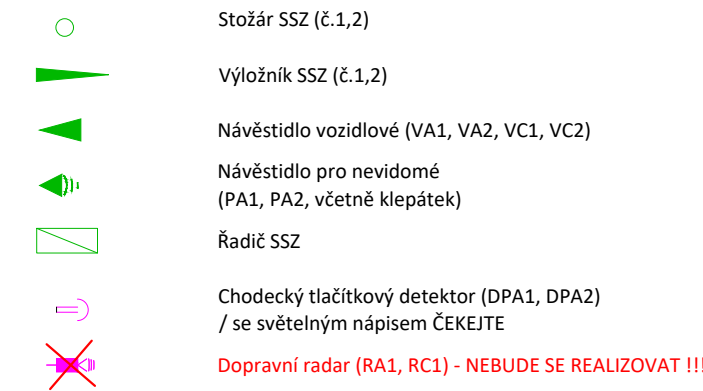 Stožár SSZ (č.1,2)
Výložník SSZ (č.1,2)
Návěstidlo vozidlové (VA1, VA2, VC1, VC2)
Návěstidlo pro nevidomé
(PA1, PA2, včetně klepátek)
Řadič SSZ
Chodecký tlačítkový detektor (DPA1, DPA2)
/ se světelným nápisem ČEKEJTE
Dopravní radar (RA1, RC1) - NEBUDE SE REALIZOVAT !!!